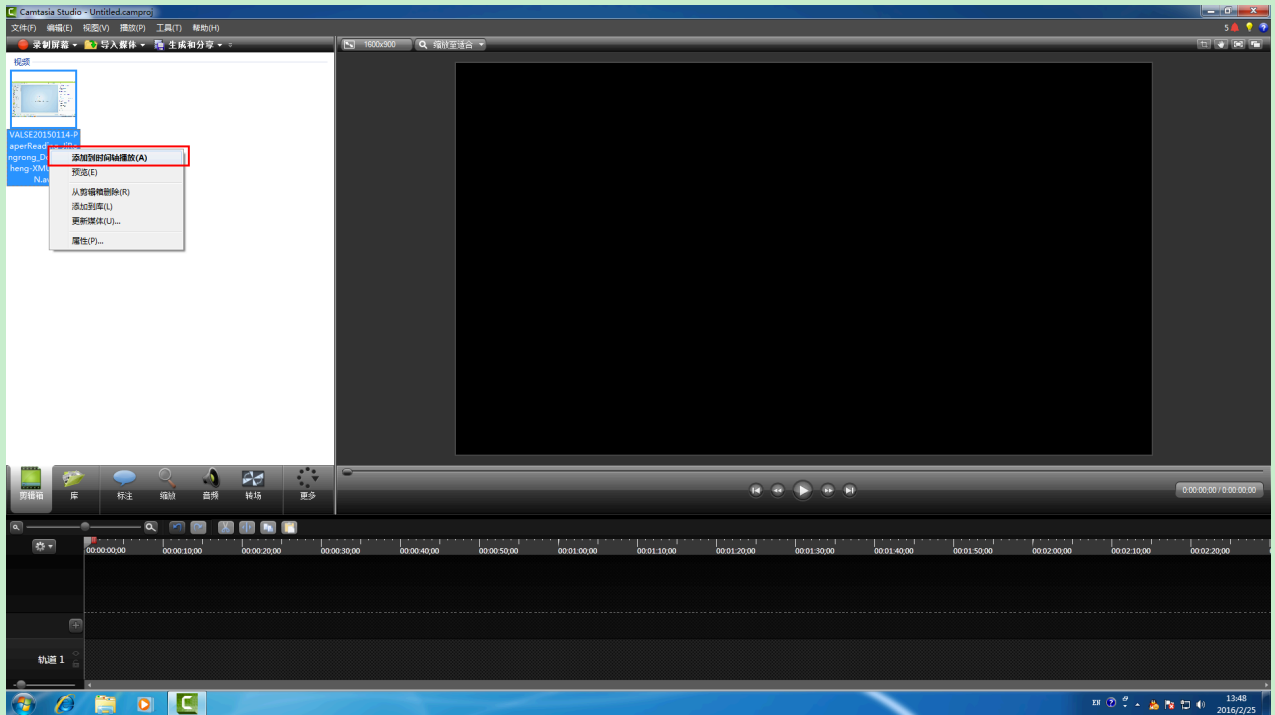 Camtasia Studio - Untitled.camproj
文件(F) 编辑(E) 视图(V) 播放(P) 工具(T) 帮助(H)
5
录制屏幕 导入媒体 生成和分享
1600x900 缩放至适合
视频
VALSE20150114-P
添加到时间轴播放(A)
预览(E)
从剪辑箱删除(R)
添加到库(L)
更新媒体(U)...
属性(P)...
剪辑箱 库 标注 缩放 音频 转场 更多
0:00:00;00 / 0:00:00;00
00:00:00;00 00:00:10;00 00:00:20;00 00:00:30;00 00:00:40;00 00:00:50;00 00:01:00;00 00:01:10;00 00:01:20;00 00:01:30;00 00:01:40;00 00:01:50;00 00:02:00;00 00:02:10;00 00:02:20;00
轨道 1
EN
13:48
2016/2/25